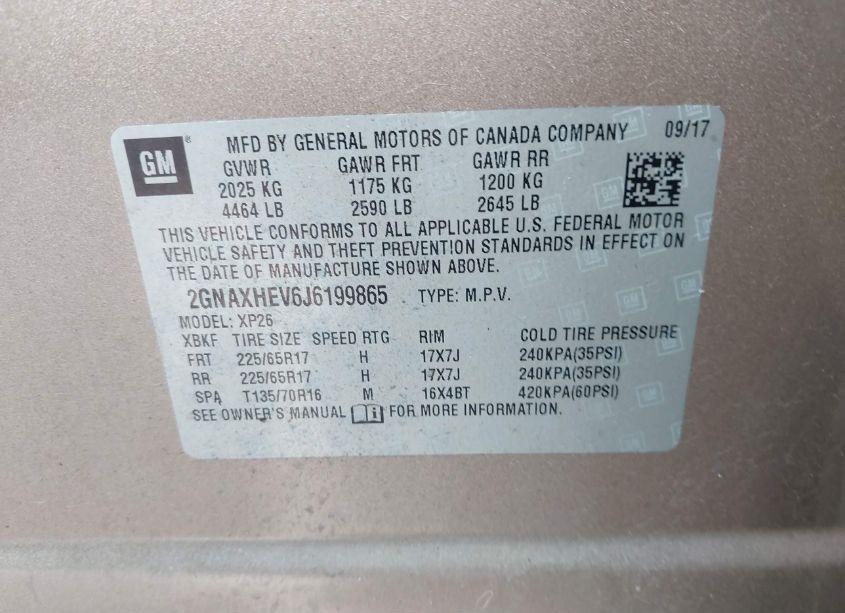 GM
MFD BY GENERAL MOTORS OF CANADA COMPANY 09/17
GVWR GAWR FRT GAWR RR
2025 KG 1175 KG 1200 KG
4464 LB 2590 LB 2645 LB
THIS VEHICLE CONFORMS TO ALL APPLICABLE U.S. FEDERAL MOTOR
VEHICLE SAFETY AND THEFT PREVENTION STANDARDS IN EFFECT ON
THE DATE OF MANUFACTURE SHOWN ABOVE.
2GNAXHEV6J6199865 TYPE: M.P.V.
MODEL: XP26
XBKF TIRE SIZE SPEED RTG RIM COLD TIRE PRESSURE
FRT 225/65R17 H 17X7J 240KPA(35PSI)
RR 225/65R17 H 17X7J 240KPA(35PSI)
SPA T135/70R16 M 16X4BT 420KPA(60PSI)
SEE OWNER'S MANUAL FOR MORE INFORMATION.